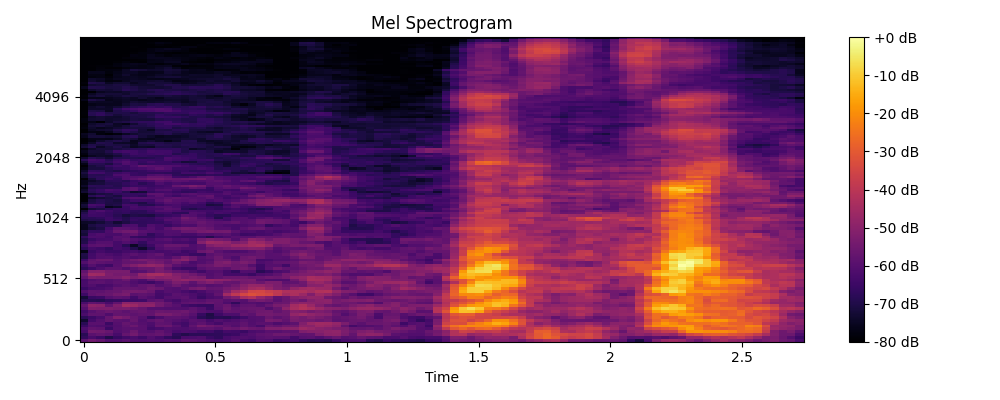 Mel Spectrogram
Hz
4096
2048
1024
512
0
0
0.5
1
1.5
2
2.5
Time
+0 dB
-10 dB
-20 dB
-30 dB
-40 dB
-50 dB
-60 dB
-70 dB
-80 dB